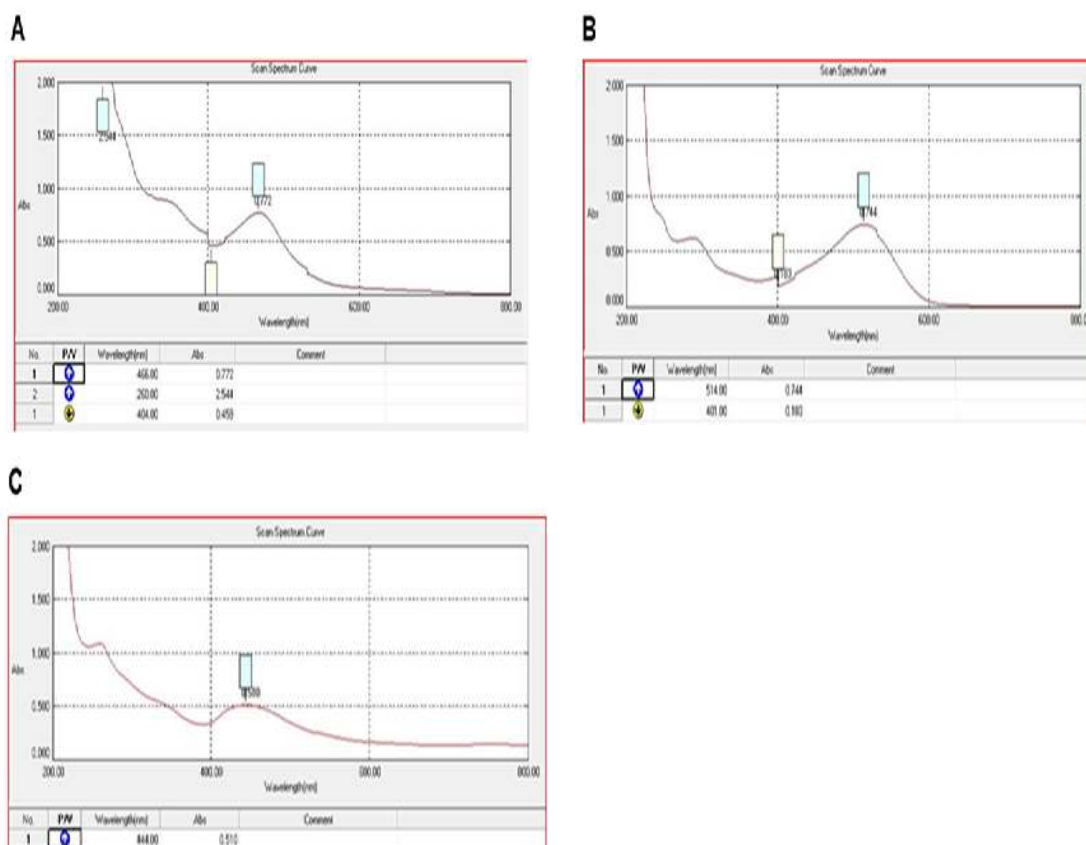 A
Scan Spectrum Curve
2.000
1.500
1.000
0.500
0.000
Abs
2.544
0.772
200.00 400.00 600.00 800.00
Wavelength(nm)
No. P/V Wavelength(nm) Abs Comment
1 466.00 0.772
2 260.00 2.544
1 404.00 0.459
B
Scan Spectrum Curve
2.000
1.500
1.000
0.500
0.000
Abs
0.744
200.00 400.00 600.00 800.0
Wavelength(nm)
No. P/V Wavelength(nm) Abs Comment
1 514.00 0.744
1 401.00
C
Scan Spectrum Curve
2.000
1.500
1.000
0.500
0.000
Abs
200.00 400.00 800.00
Wavelength(nm)
No. P/V Wavelength(nm) Abs Comment
1 0.510